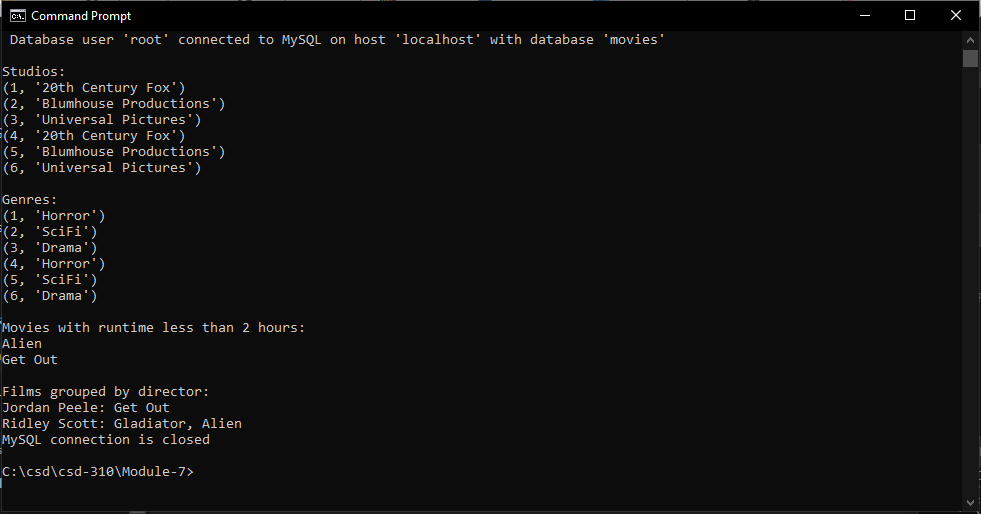 Command Prompt
Database user 'root' connected to MySQL on host 'localhost' with database 'movies'
Studios:
(1, '20th Century Fox')
(2, 'Blumhouse Productions')
(3, 'Universal Pictures')
(4, '20th Century Fox')
(5, 'Blumhouse Productions')
(6, 'Universal Pictures')
Genres:
(1, 'Horror')
(2, 'SciFi')
(3, 'Drama')
(4, 'Horror')
(5, 'SciFi')
(6, 'Drama')
Movies with runtime less than 2 hours:
Alien
Get Out
Films grouped by director:
Jordan Peele: Get Out
Ridley Scott: Gladiator, Alien
MySQL connection is closed
C:\csd\csd-310\Module-7>